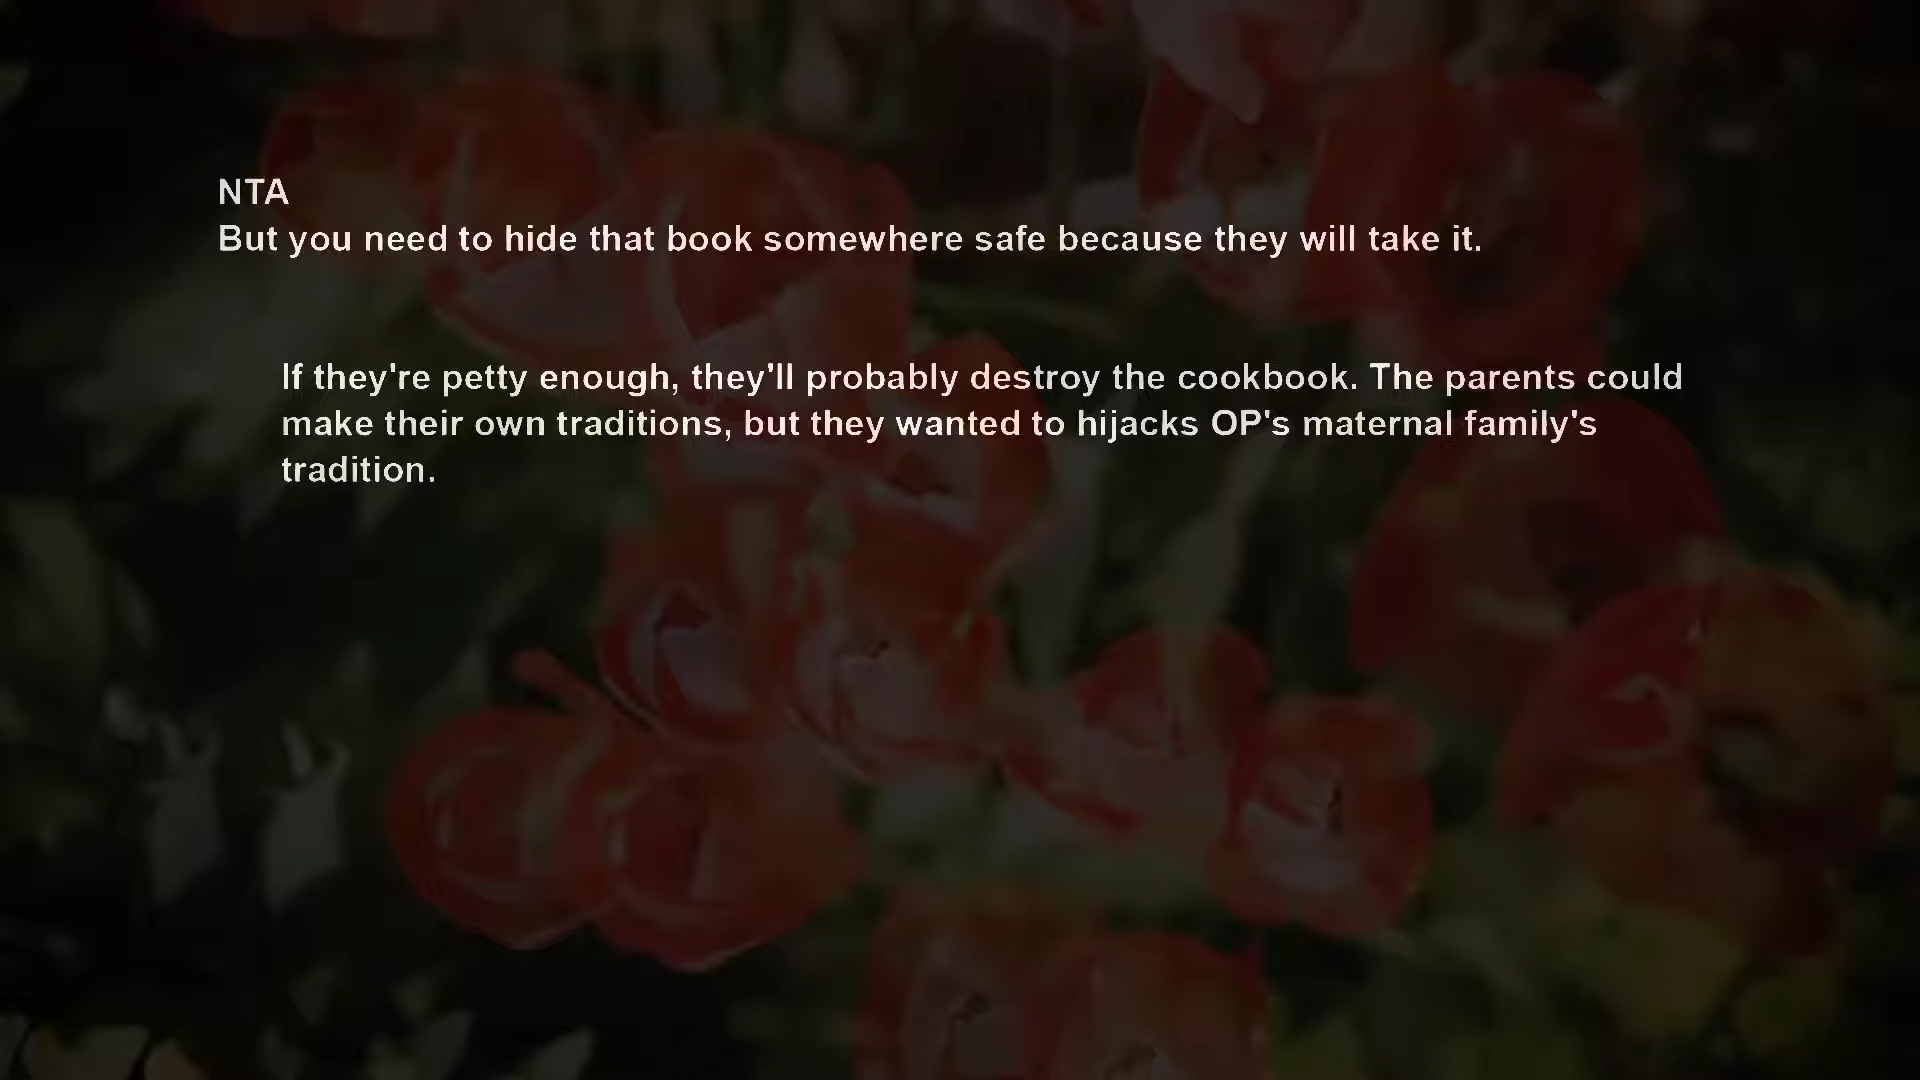 NTA
But you need to hide that book somewhere safe because they will take it.
If they're petty enough, they'll probably destroy the cookbook. The parents could
make their own traditions, but they wanted to hijacks OP's maternal family's
tradition.